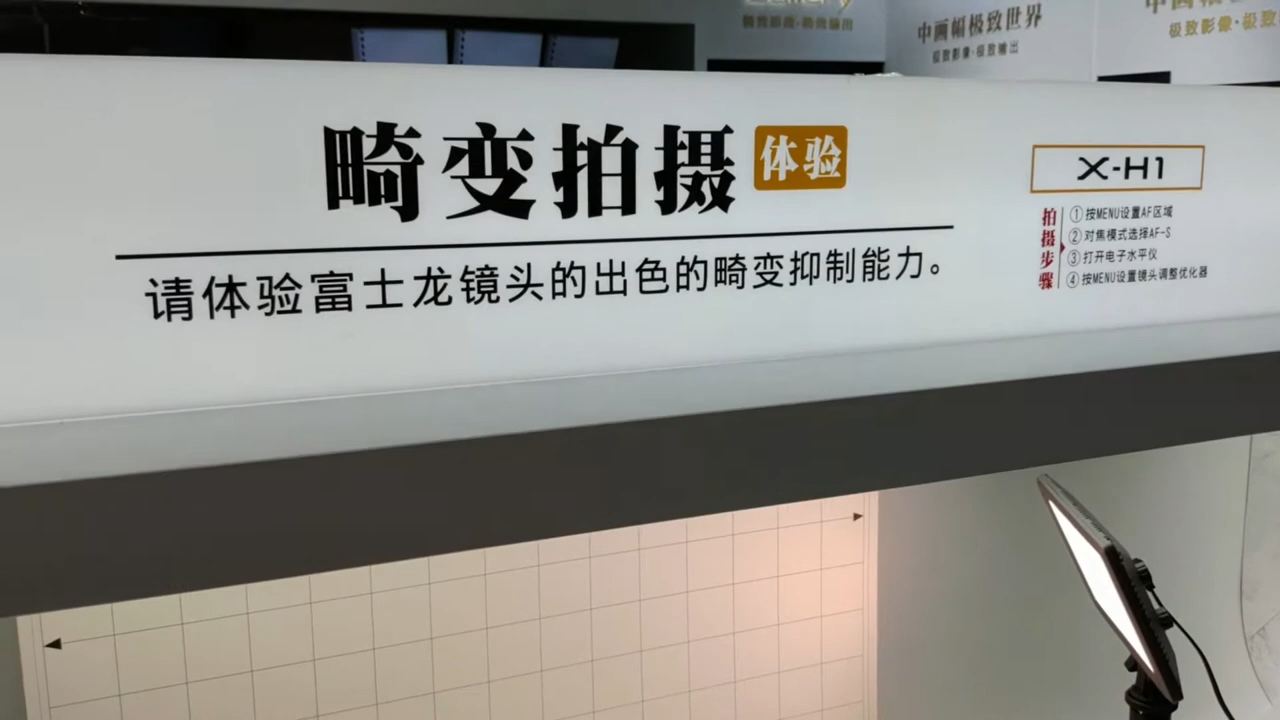 中画幅极致世界
极致影像·极致输出
极致影像·极致
畸变拍摄 体验
请体验富士龙镜头的出色的畸变抑制能力。
X-H1
拍摄步骤
①按MENU设置AF区域
②对焦模式选择AF-S
③打开电子水平仪
④按MENU设置镜头调整优化器